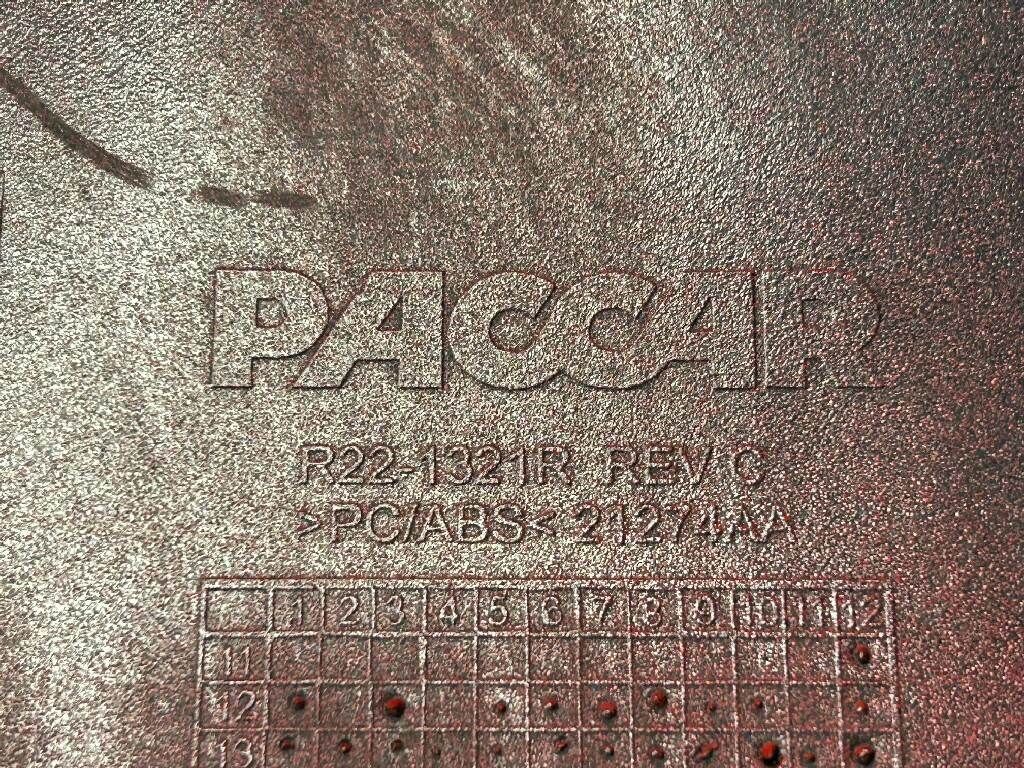 PACCAR
R22-1321R REV C
>PC/ABS< 21274AA
1 2 3 4 5 6 7 8 9 10 11 12
11
12
13